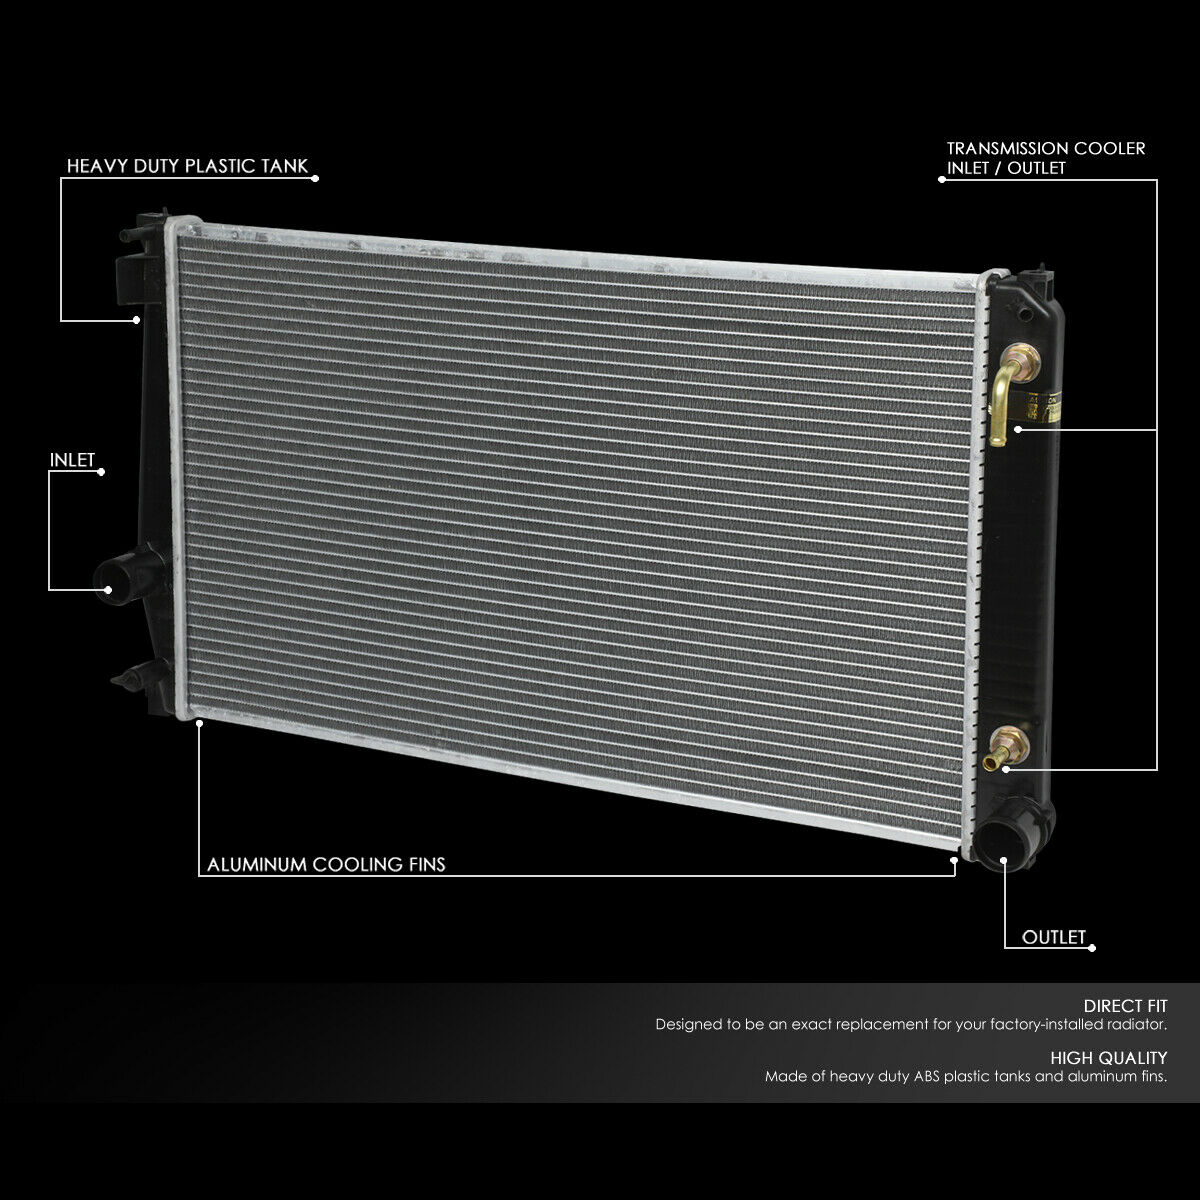 HEAVY DUTY PLASTIC TANK
TRANSMISSION COOLER
INLET / OUTLET
INLET
ALUMINUM COOLING FINS
OUTLET
DIRECT FIT
Designed to be an exact replacement for your factory-installed radiator.
HIGH QUALITY
Made of heavy duty ABS plastic tanks and aluminum fins.